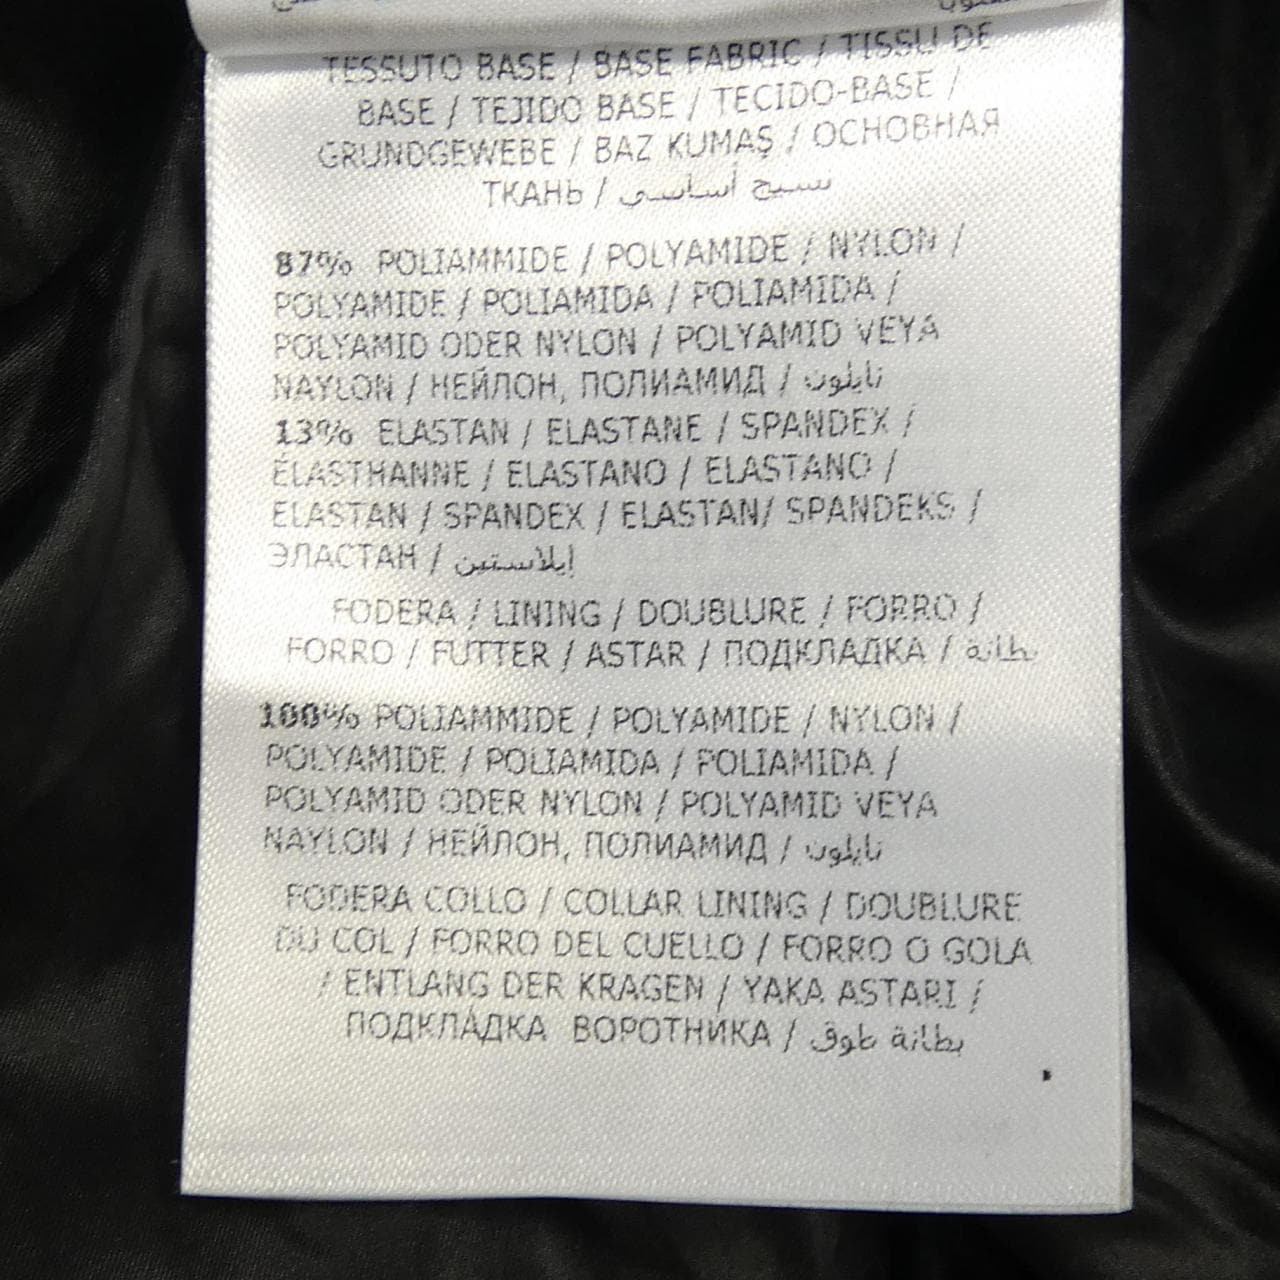 TESSUTO BASE / BASE FABRIC / TISSU DE
BASE / TEJIDO BASE / TECIDO-BASE /
GRUNDGEWEBE / BAZ KUMAŞ / ОСНОВНАЯ
ТКАНЬ / نسيج أساسي
87% POLIAMMIDE / POLYAMIDE / NYLON /
POLYAMIDE / POLIAMIDA / POLIAMIDA /
POLYAMID ODER NYLON / POLYAMID VEYA
NAYLON / НЕЙЛОН, ПОЛИАМИД / نايلون
13% ELASTAN / ELASTANE / SPANDEX /
ÉLASTHANNE / ELASTANO / ELASTANO /
ELASTAN / SPANDEX / ELASTAN/ SPANDEKS /
ЭЛАСТАН / إيلاستين
FODERA / LINING / DOUBLURE / FORRO /
FORRO / FUTTER / ASTAR / ПОДКЛАДКА / بطانة
100% POLIAMMIDE / POLYAMIDE / NYLON /
POLYAMIDE / POLIAMIDA / POLIAMIDA /
POLYAMID ODER NYLON / POLYAMID VEYA
NAYLON / НЕЙЛОН, ПОЛИАМИД / نايلون
FODERA COLLO / COLLAR LINING / DOUBLURE
DU COL / FORRO DEL CUELLO / FORRO O GOLA
/ ENTLANG DER KRAGEN / YAKA ASTARI /
ПОДКЛАДКА ВОРОТНИКА / بطانة طوق